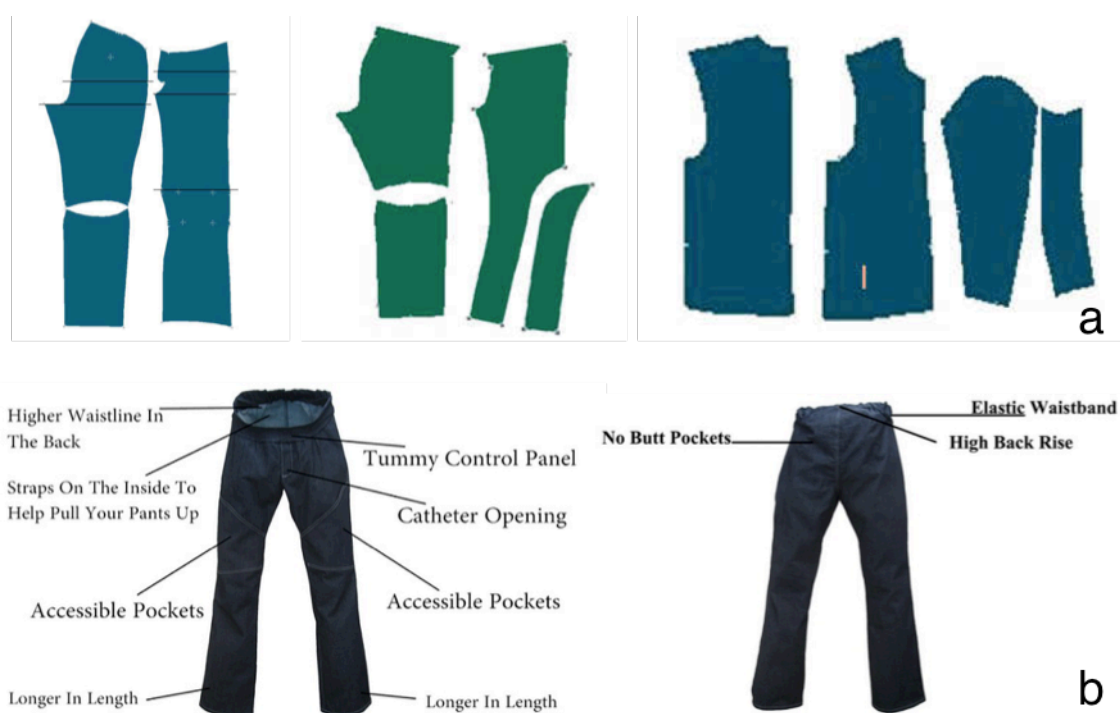 a
Higher Waistline In
The Back
Straps On The Inside To
Help Pull Your Pants Up
Accessible Pockets
Longer In Length
Tummy Control Panel
Catheter Opening
Accessible Pockets
Longer In Length
No Butt Pockets
Elastic Waistband
High Back Rise
b